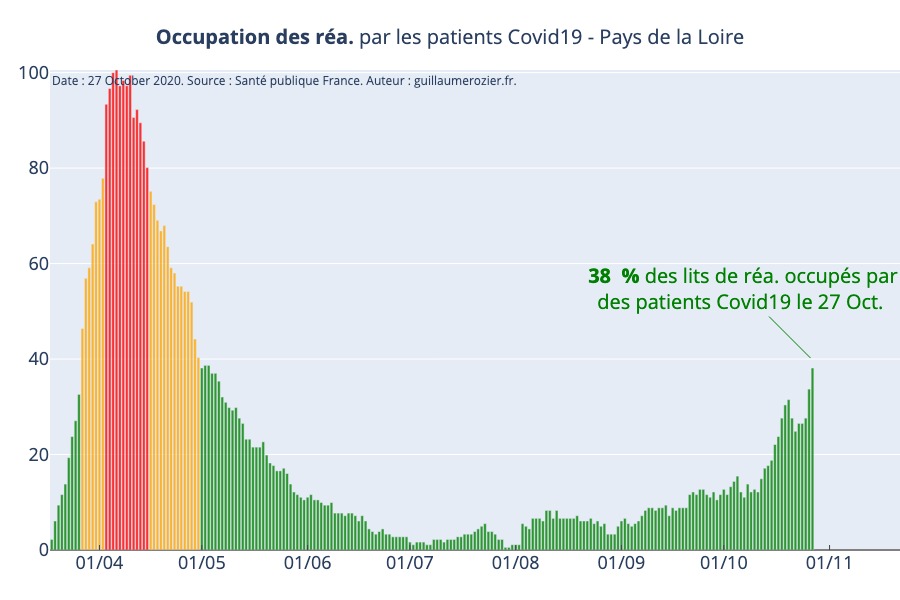 Occupation des réa. par les patients Covid19 - Pays de la Loire
Date : 27 October 2020. Source : Santé publique France. Auteur : guillaumerozier.fr.
100
80
60
40
20
0
38 % des lits de réa. occupés par
des patients Covid19 le 27 Oct.
01/04 01/05 01/06 01/07 01/08 01/09 01/10 01/11